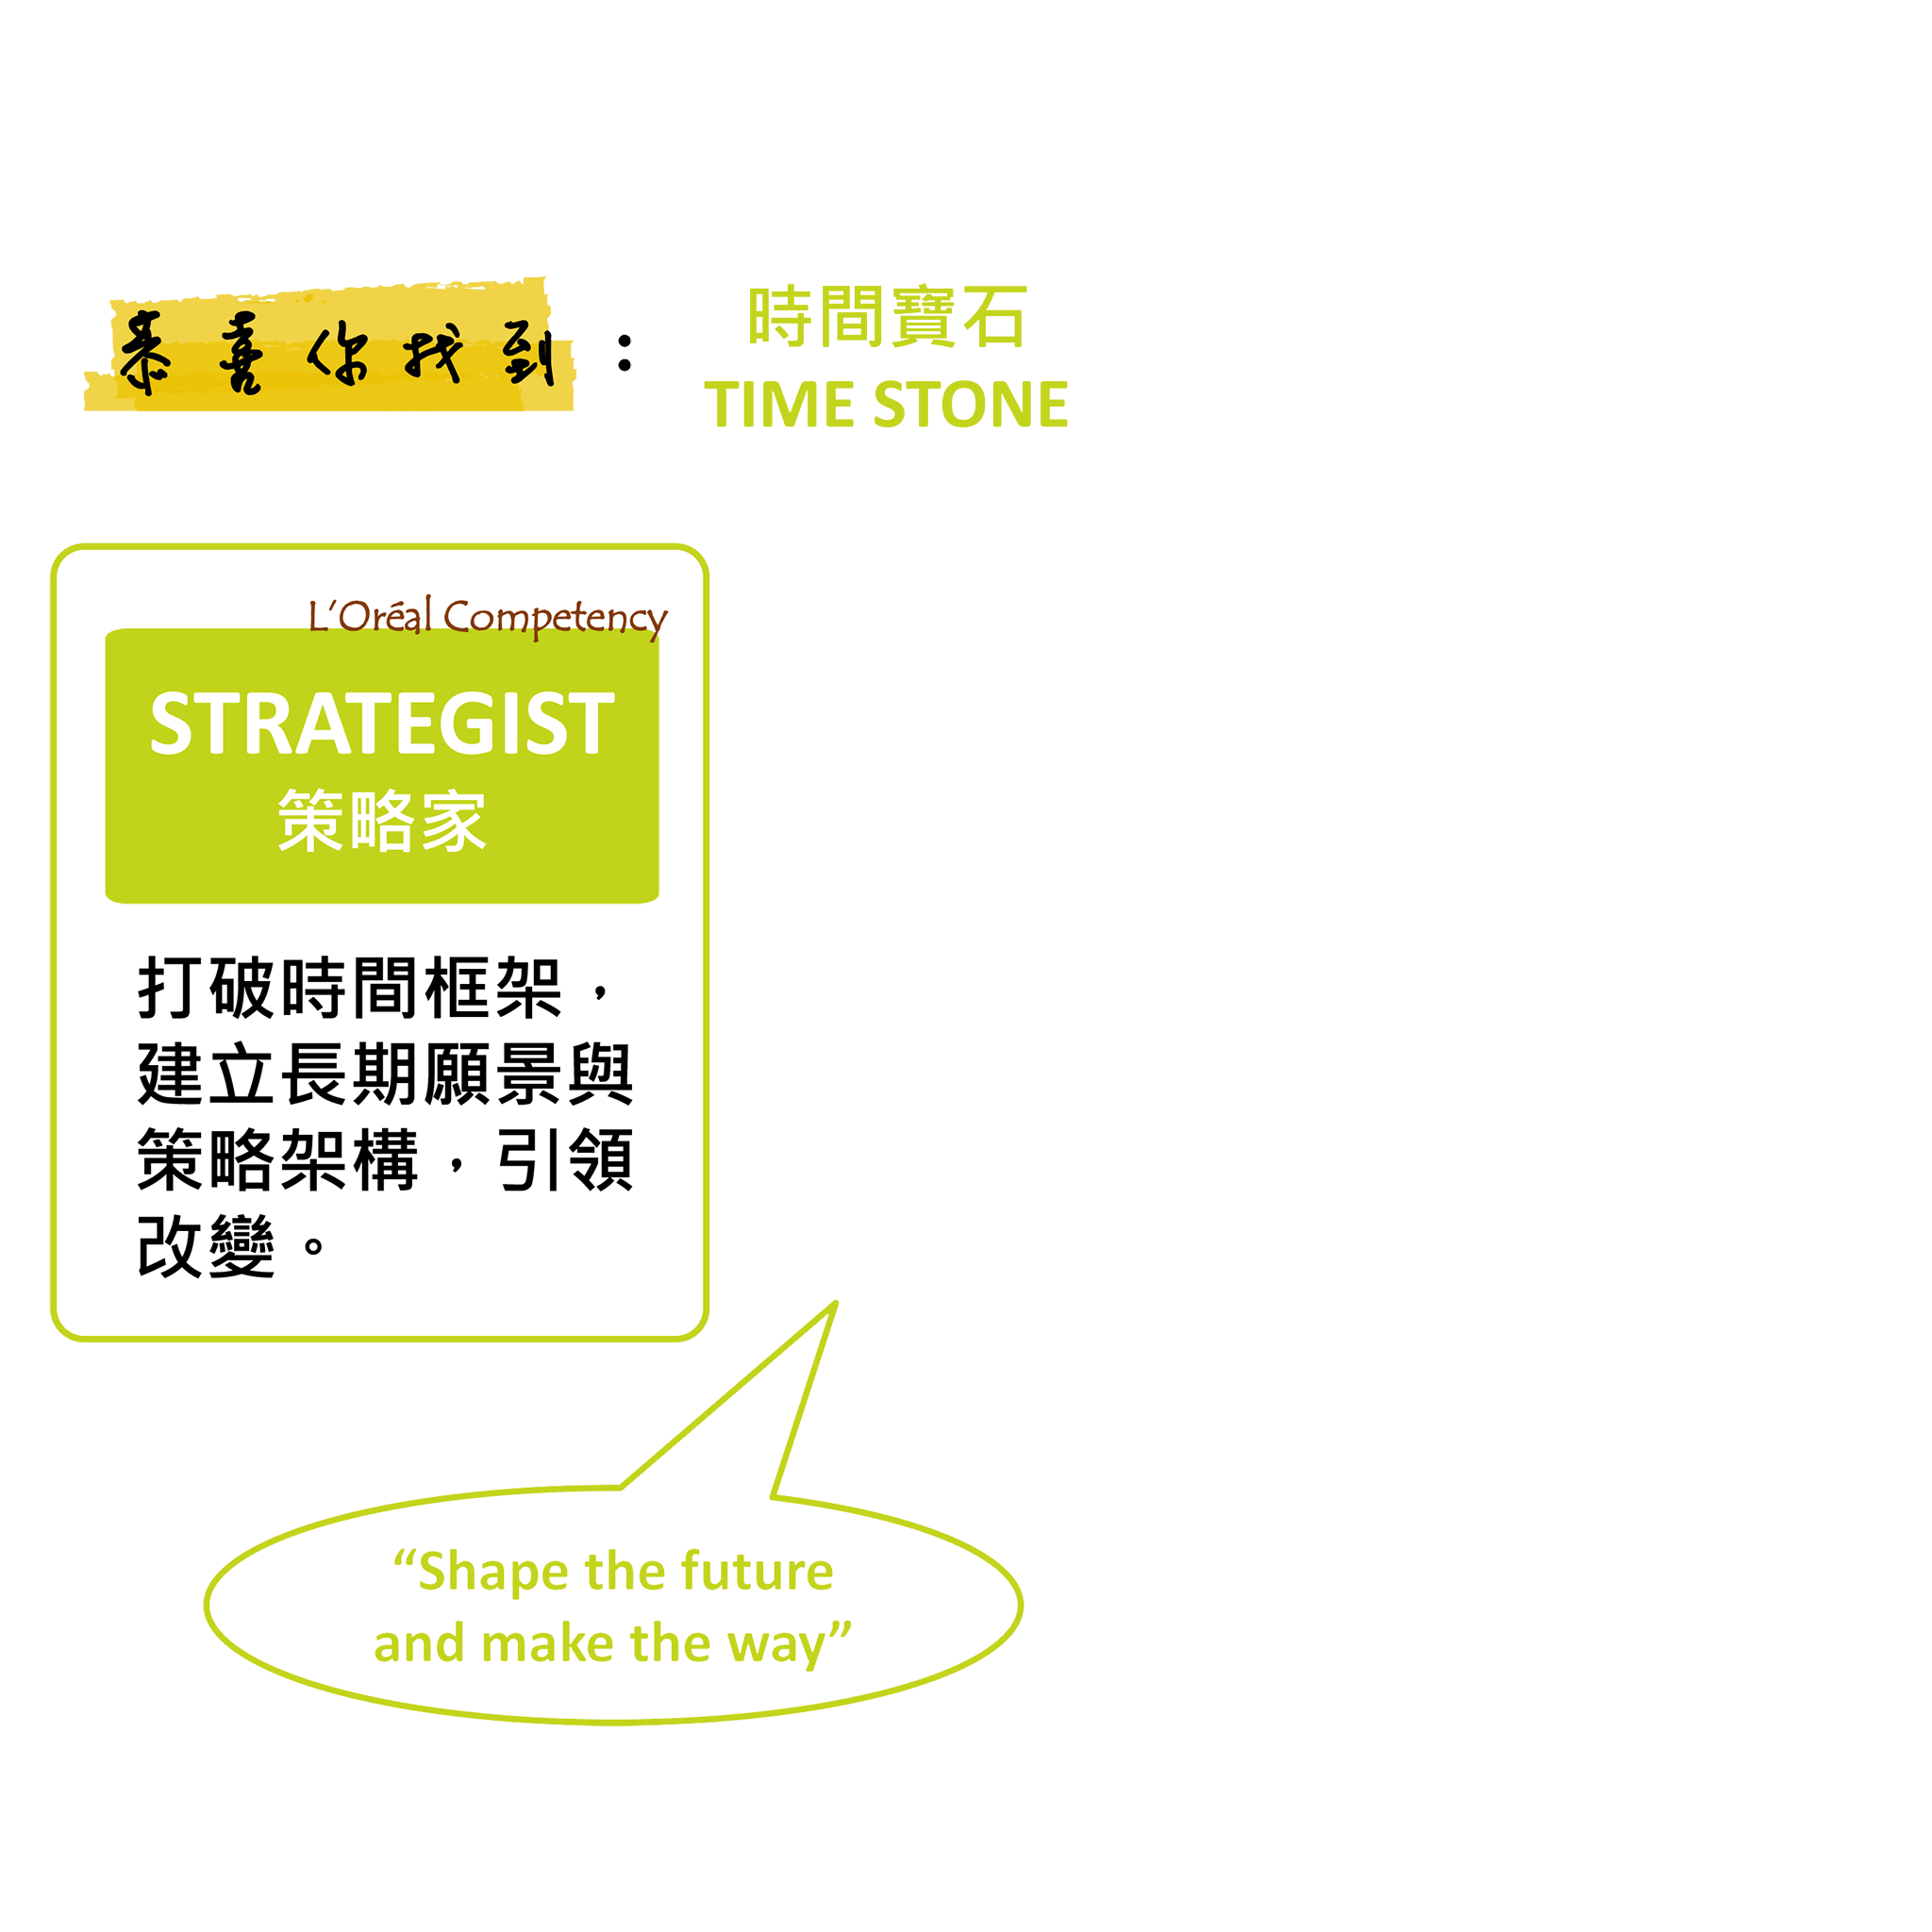 恭喜你找到：
時間寶石
TIME STONE
L'Oréal Competency
STRATEGIST
策略家
打破時間框架，
建立長期願景與
策略架構，引領
改變。
“Shape the future
and make the way”